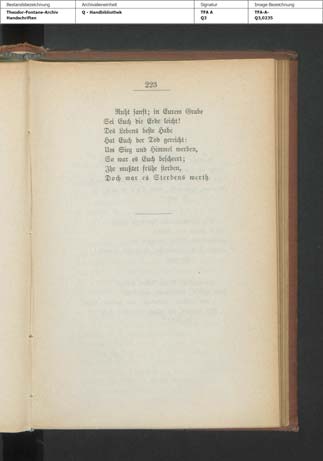 Bestandsbezeichnung Archivalieneinheit Signatur Image Bezeichnung
Theodor-Fontane-Archiv Q - Handbibliothek TFA A TFA-A-
Handschriften Q3 Q3,0235
223
Ruht sanft; in Eurem Grabe
Sei Euch die Erde leicht!
Des Lebens beste Habe
Hat Euch der Tod gereicht:
Um Sieg und Himmel werben,
So war es Euch bescheert;
Ihr mußtet frühe sterben,
Doch war es Sterbens werth.